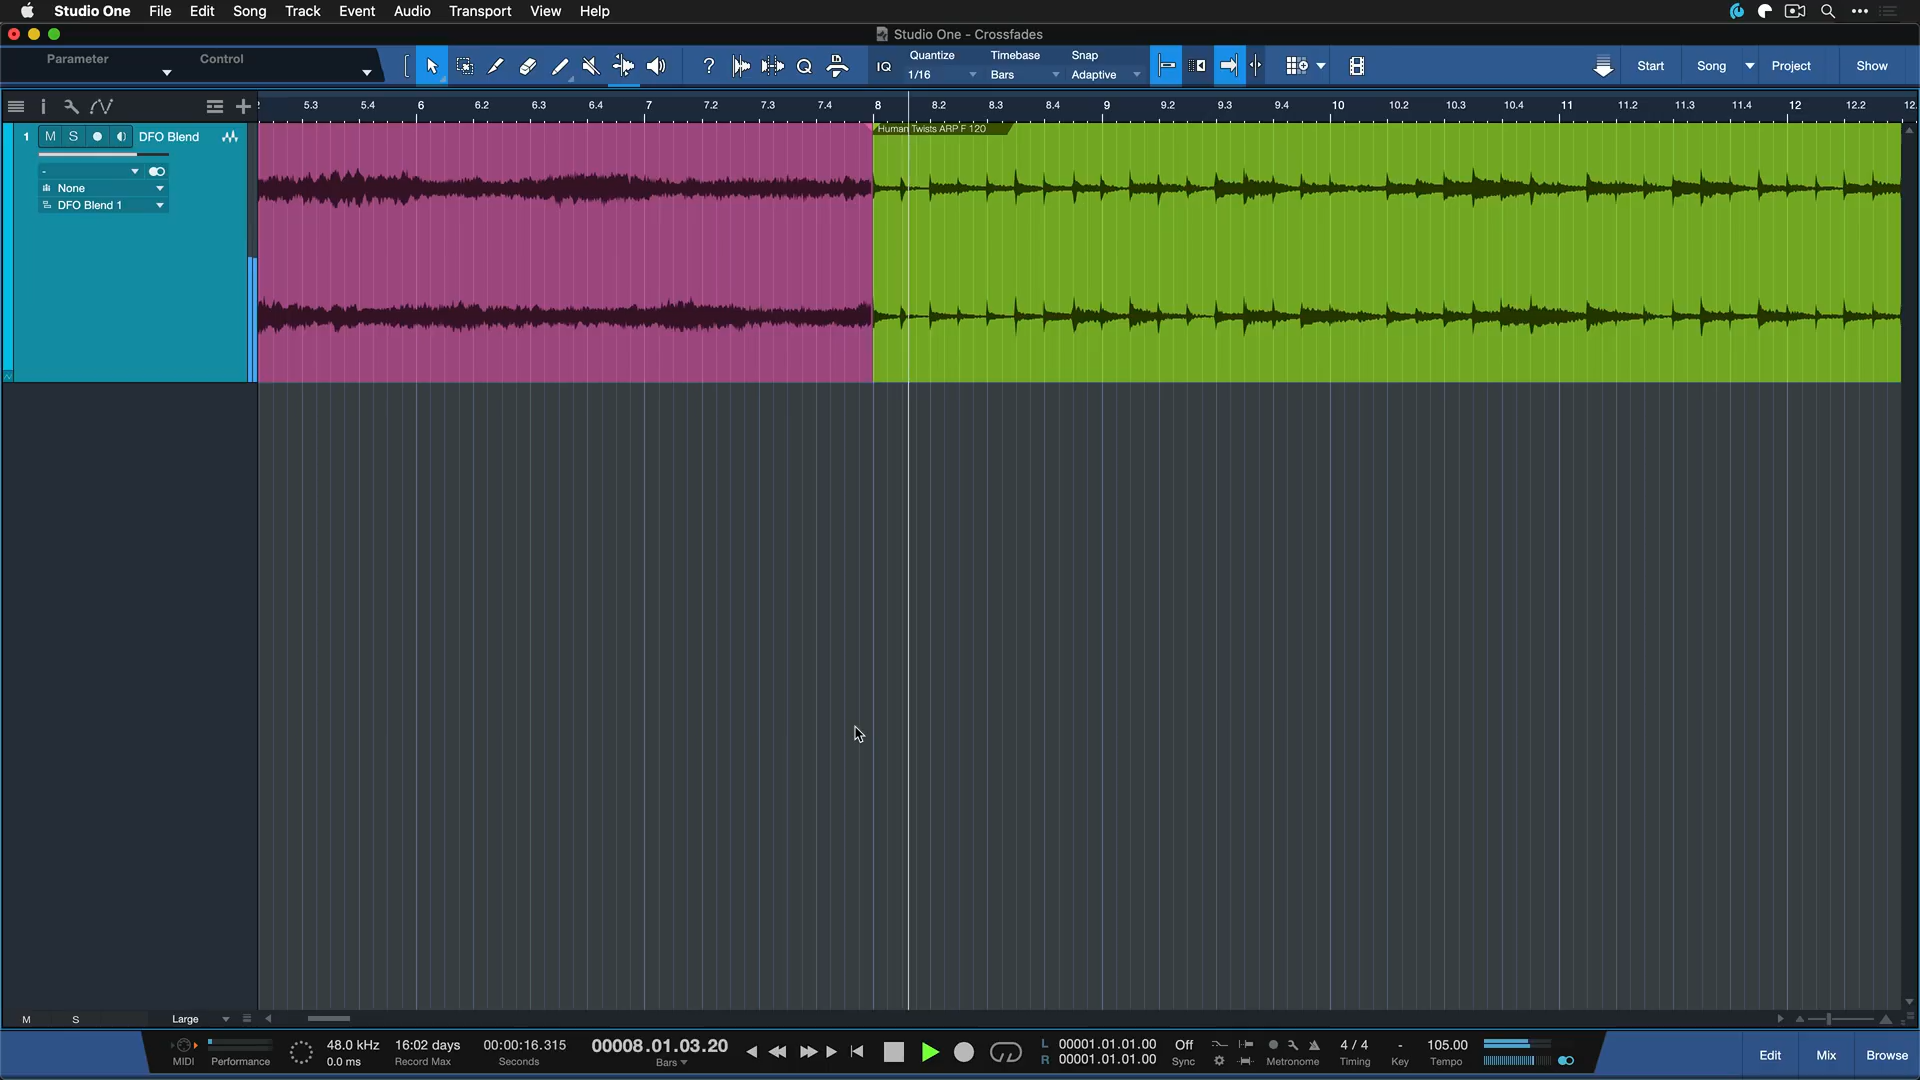 Studio One File Edit Song Track Event Audio Transport View Help
Studio One - Crossfades
Parameter Control
IQ Quantize Timebase Snap
1/16 Bars Adaptive
Start Song Project Show
5.3 5.4 6 6.2 6.3 6.4 7 7.2 7.3 7.4 8 8.2 8.3 8.4 9 9.2 9.3 9.4 10 10.2 10.3 10.4 11 11.2 11.3 11.4 12 12.2 12.
1 M S DFO Blend
Human Twists ARP F 120
-
None
DFO Blend 1
M S Large
MIDI Performance
48.0 kHz 16:02 days 00:00:16.315 00008.01.03.20
0.0 ms Record Max Seconds Bars
L 00001.01.01.00 Off 4 / 4 - 105.00
R 00001.01.01.00 Sync Metronome Timing Key Tempo
Edit Mix Browse